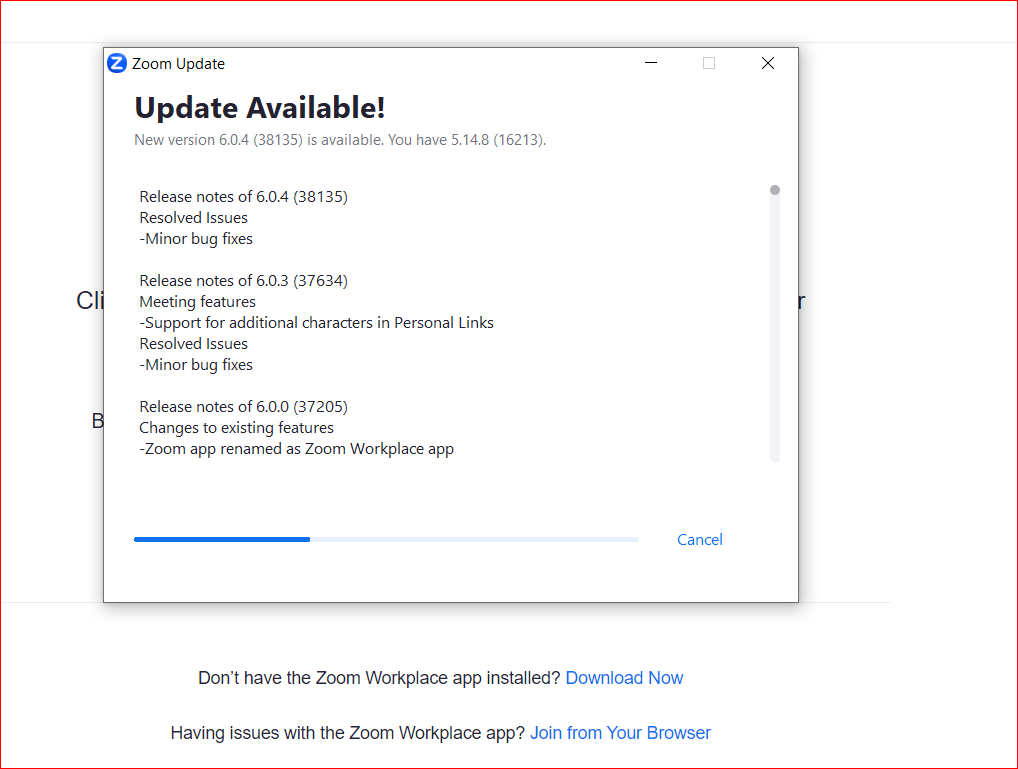 Zoom Update
Update Available!
New version 6.0.4 (38135) is available. You have 5.14.8 (16213).
Release notes of 6.0.4 (38135)
Resolved Issues
-Minor bug fixes
Release notes of 6.0.3 (37634)
Meeting features
-Support for additional characters in Personal Links
Resolved Issues
-Minor bug fixes
Release notes of 6.0.0 (37205)
Changes to existing features
-Zoom app renamed as Zoom Workplace app
Cancel
Don’t have the Zoom Workplace app installed? Download Now
Having issues with the Zoom Workplace app? Join from Your Browser